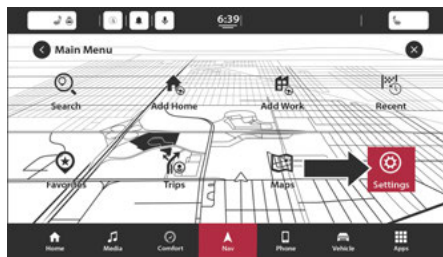 6:39
Main Menu
Search Add Home Add Work Recent
Favorites Trips Maps Settings
Home Media Comfort Nav Phone Vehicle Apps